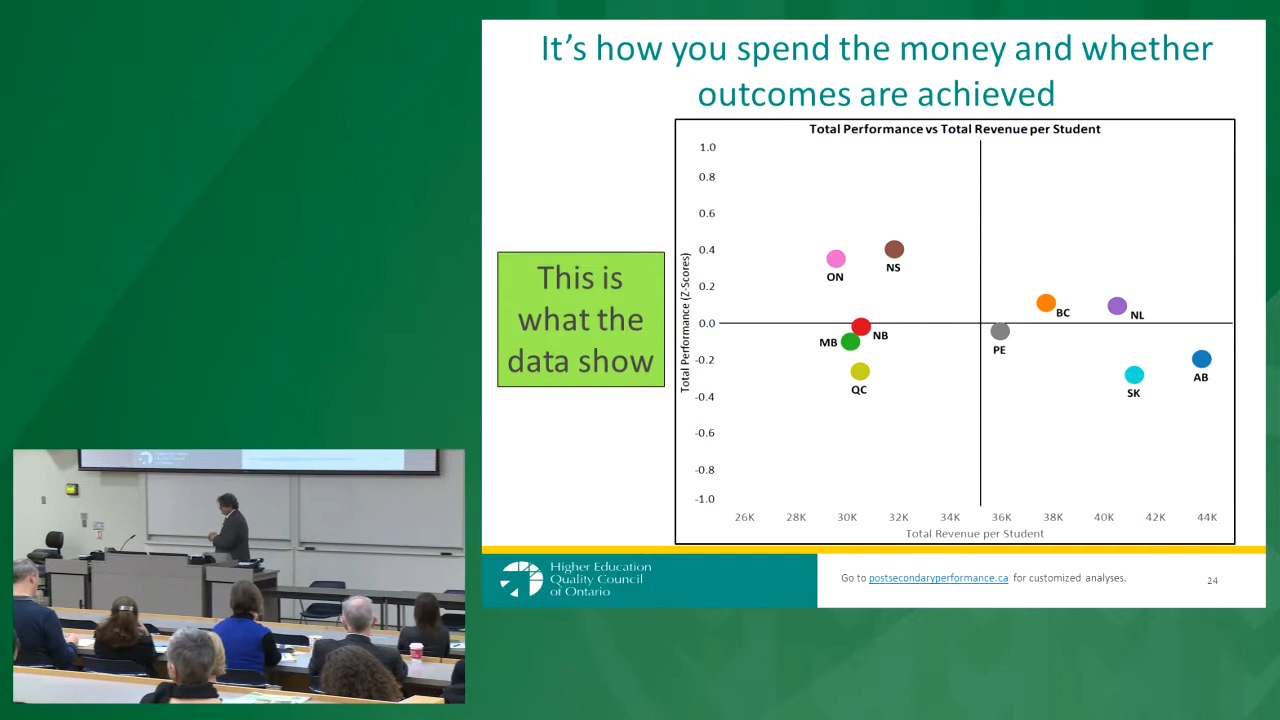 It's how you spend the money and whether
outcomes are achieved
This is
what the
data show
Total Performance vs Total Revenue per Student
Total Performance (Z-Scores)
1.0
0.8
0.6
0.4
0.2
0.0
-0.2
-0.4
-0.6
-0.8
-1.0
ON
NS
BC
NL
NB
MB
PE
QC
AB
SK
26K 28K 30K 32K 34K 36K 38K 40K 42K 44K
Total Revenue per Student
Higher Education
Quality Council
of Ontario
Go to postsecondaryperformance.ca for customized analyses.
24